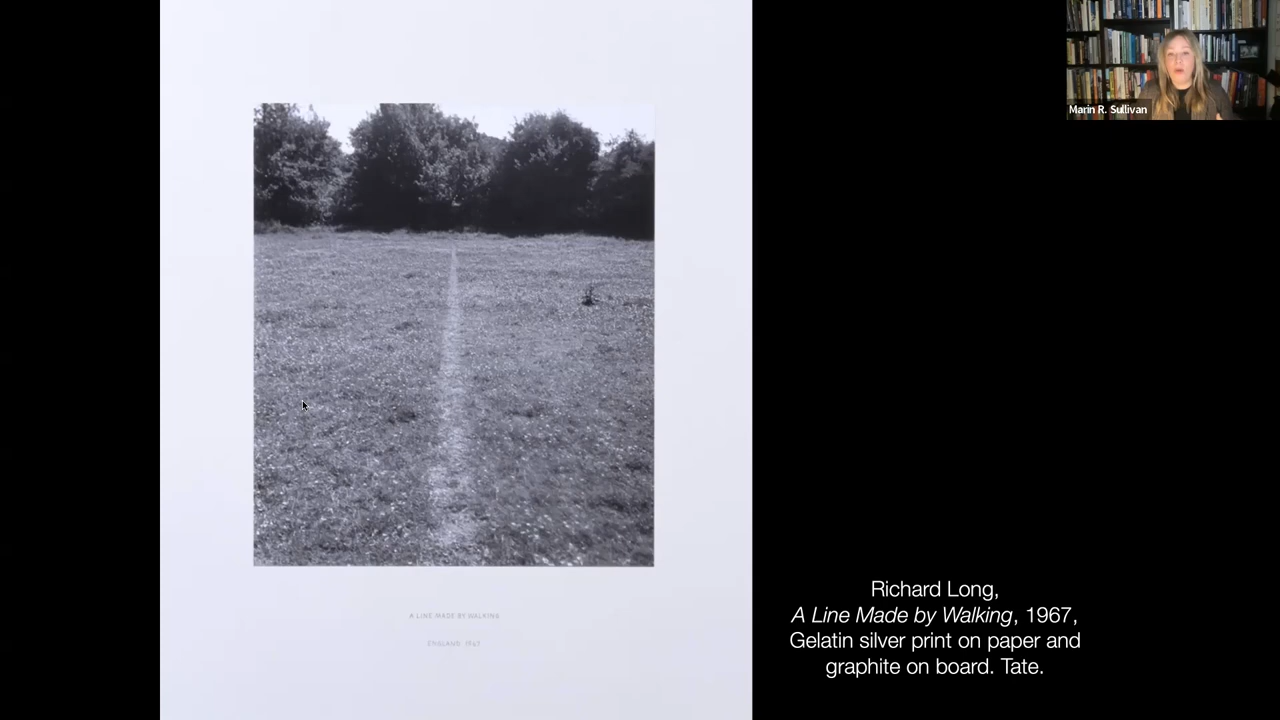 Marin R. Sullivan
A LINE MADE BY WALKING
ENGLAND 1967
Richard Long,
A Line Made by Walking, 1967,
Gelatin silver print on paper and
graphite on board. Tate.